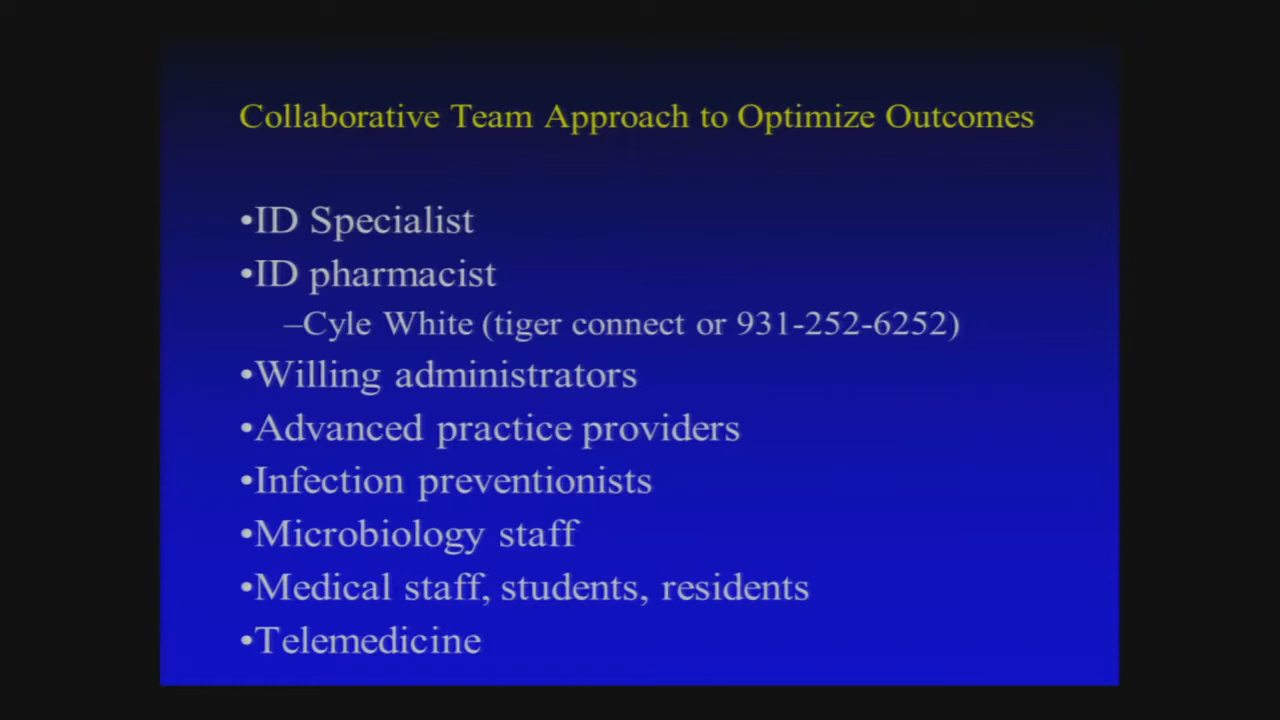 Collaborative Team Approach to Optimize Outcomes
•ID Specialist
•ID pharmacist
–Cyle White (tiger connect or 931-252-6252)
•Willing administrators
•Advanced practice providers
•Infection preventionists
•Microbiology staff
•Medical staff, students, residents
•Telemedicine